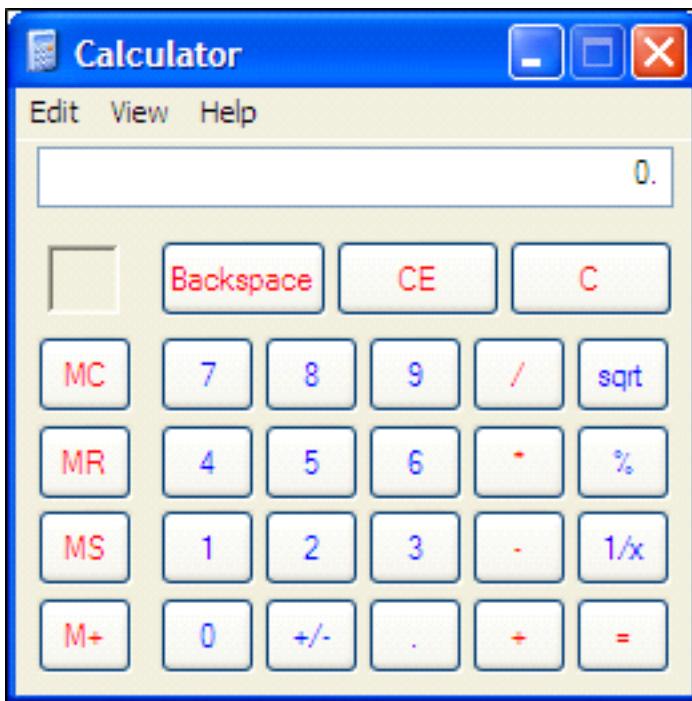 Calculator
Edit View Help
0.
Backspace CE C
MC 7 8 9 / sqrt
MR 4 5 6 * %
MS 1 2 3 - 1/x
M+ 0 +/- . + =